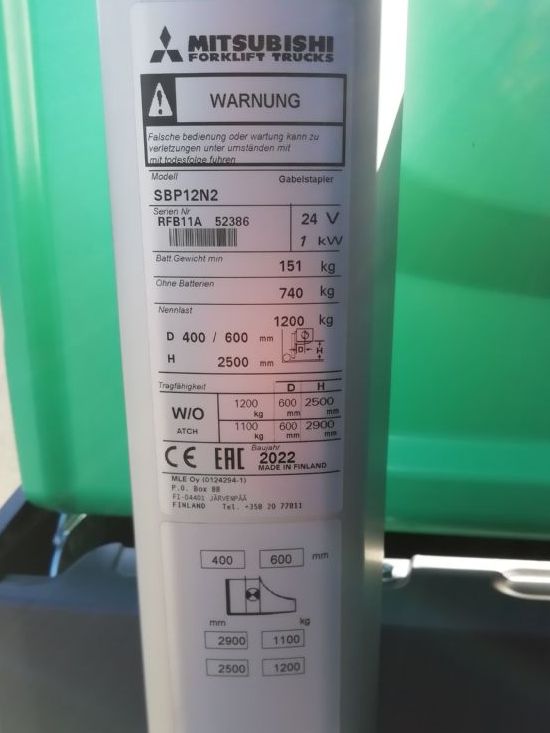 MITSUBISHI
FORKLIFT TRUCKS
WARNUNG
Falsche bedienung oder wartung kann zu
verletzungen unter umständen mit
mit todesfolge fuhren
Modell Gabelstapler
SBP12N2
Serien Nr
RFB11A 52386
24 V
1 kW
Batt.Gewicht min
151 kg
Ohne Batterien
740 kg
Nennlast
1200 kg
D 400 / 600 mm
H 2500 mm
D H
Tragfähigkeit D H
W/O ATCH
1200 kg 600 mm 2500 mm
1100 kg 600 mm 2900 mm
CE EAC Baujahr 2022
MADE IN FINLAND
MLE Oy (0124294-1)
P.O. Box 88
FI-04401 JÄRVENPÄÄ
FINLAND Tel. +358 20 77811
400 600 mm
mm kg
2900 1100
2500 1200